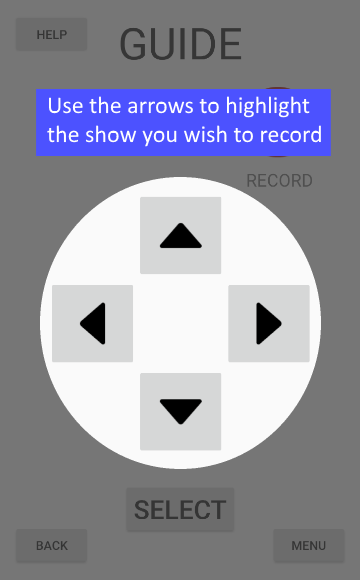 HELP
GUIDE
Use the arrows to highlight
the show you wish to record
RECORD
SELECT
BACK
MENU